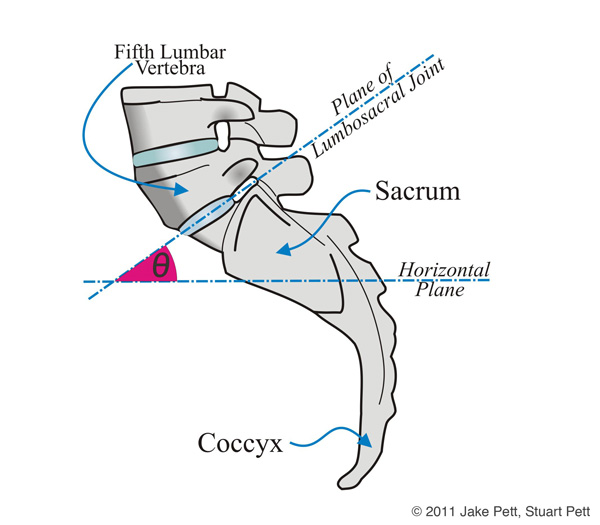 Fifth Lumbar
Vertebra
Plane of
Lumbosacral Joint
Sacrum
θ
Horizontal
Plane
Coccyx
© 2011 Jake Pett, Stuart Pett